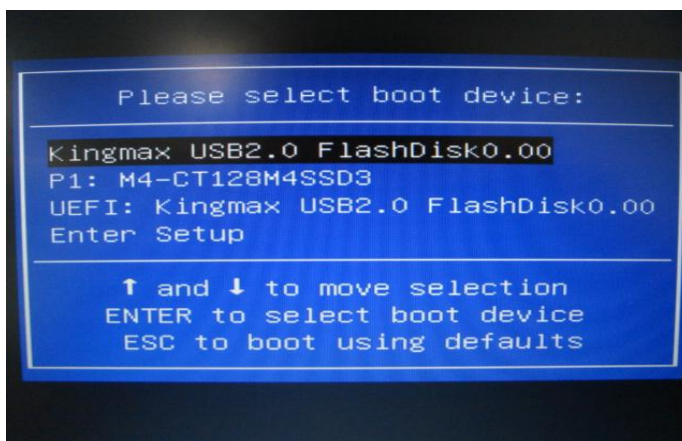 Please select boot device:
Kingmax USB2.0 FlashDisk0.00
P1: M4-CT128M4SSD3
UEFI: Kingmax USB2.0 FlashDisk0.00
Enter Setup
↑ and ↓ to move selection
ENTER to select boot device
ESC to boot using defaults